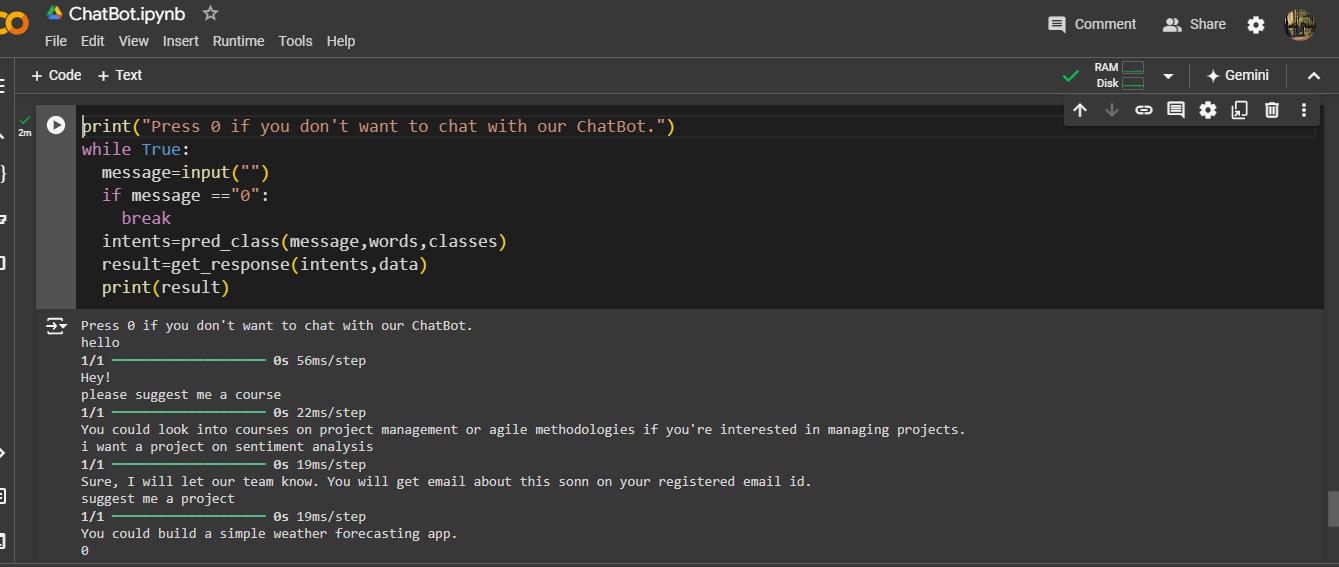 ChatBot.ipynb
File Edit View Insert Runtime Tools Help
Comment Share
+ Code + Text
RAM
Disk
Gemini
2m
print("Press 0 if you don't want to chat with our ChatBot.")
while True:
  message=input("")
  if message =="0":
    break
  intents=pred_class(message,words,classes)
  result=get_response(intents,data)
  print(result)
Press 0 if you don't want to chat with our ChatBot.
hello
1/1 0s 56ms/step
Hey!
please suggest me a course
1/1 0s 22ms/step
You could look into courses on project management or agile methodologies if you're interested in managing projects.
i want a project on sentiment analysis
1/1 0s 19ms/step
Sure, I will let our team know. You will get email about this sonn on your registered email id.
suggest me a project
1/1 0s 19ms/step
You could build a simple weather forecasting app.
0